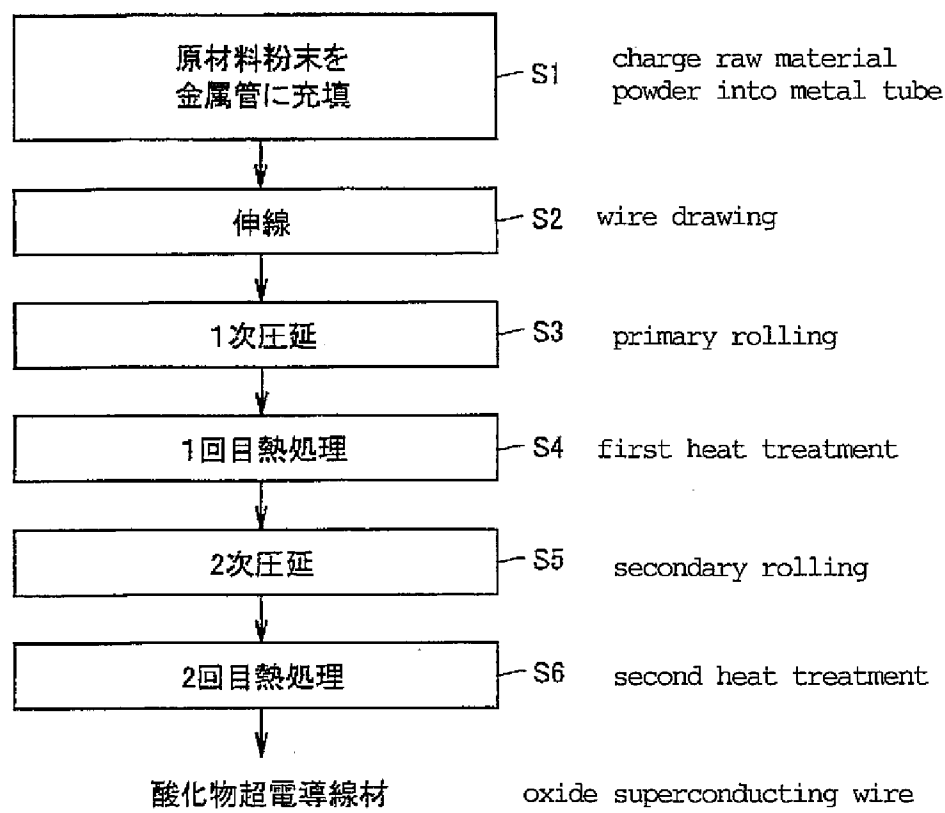 原材料粉末を
金属管に充填
S1
charge raw material
powder into metal tube
伸線
S2
wire drawing
1次圧延
S3
primary rolling
1回目熱処理
S4
first heat treatment
2次圧延
S5
secondary rolling
2回目熱処理
S6
second heat treatment
酸化物超電導線材
oxide superconducting wire